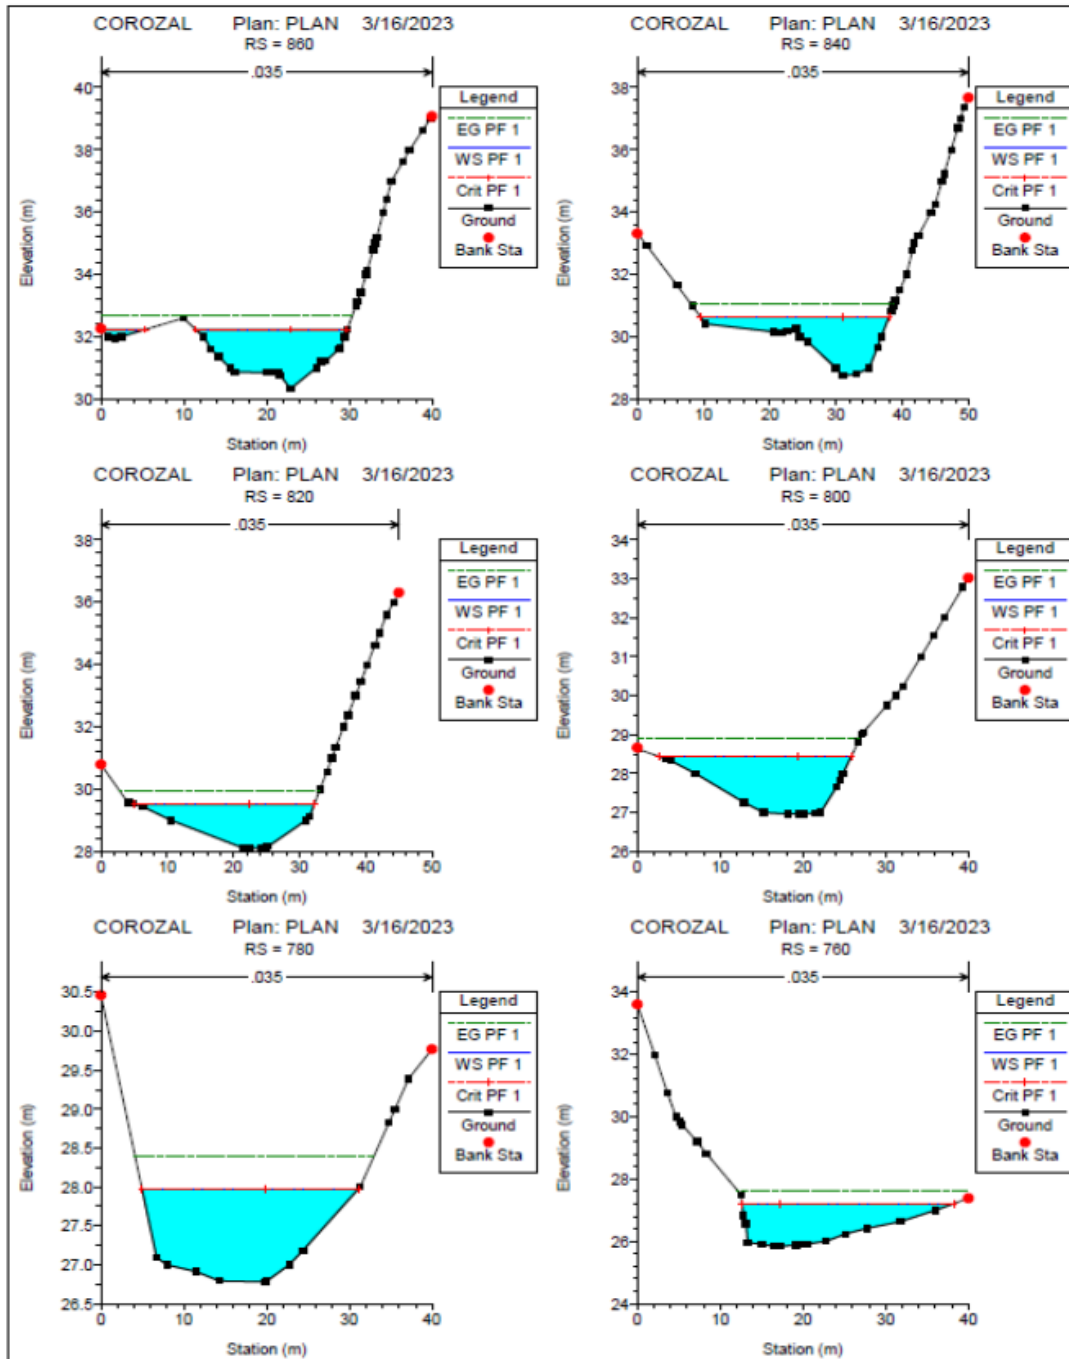 COROZAL Plan: PLAN 3/16/2023
RS = 860
.035
Legend
EG PF 1
WS PF 1
Crit PF 1
Ground
Bank Sta
Elevation (m)
40
38
36
34
32
30
0 10 20 30 40
Station (m)
COROZAL Plan: PLAN 3/16/2023
RS = 840
.035
Legend
EG PF 1
WS PF 1
Crit PF 1
Ground
Bank Sta
Elevation (m)
38
36
34
32
30
28
0 10 20 30 40 50
Station (m)
COROZAL Plan: PLAN 3/16/2023
RS = 820
.035
Legend
EG PF 1
WS PF 1
Crit PF 1
Ground
Bank Sta
Elevation (m)
38
36
34
32
30
28
0 10 20 30 40 50
Station (m)
COROZAL Plan: PLAN 3/16/2023
RS = 800
.035
Legend
EG PF 1
WS PF 1
Crit PF 1
Ground
Bank Sta
Elevation (m)
34
33
32
31
30
29
28
27
26
0 10 20 30 40
Station (m)
COROZAL Plan: PLAN 3/16/2023
RS = 780
.035
Legend
EG PF 1
WS PF 1
Crit PF 1
Ground
Bank Sta
Elevation (m)
30.5
30.0
29.5
29.0
28.5
28.0
27.5
27.0
26.5
0 10 20 30 40
Station (m)
COROZAL Plan: PLAN 3/16/2023
RS = 760
.035
Legend
EG PF 1
WS PF 1
Crit PF 1
Ground
Bank Sta
Elevation (m)
34
32
30
28
26
24
0 10 20 30 40
Station (m)